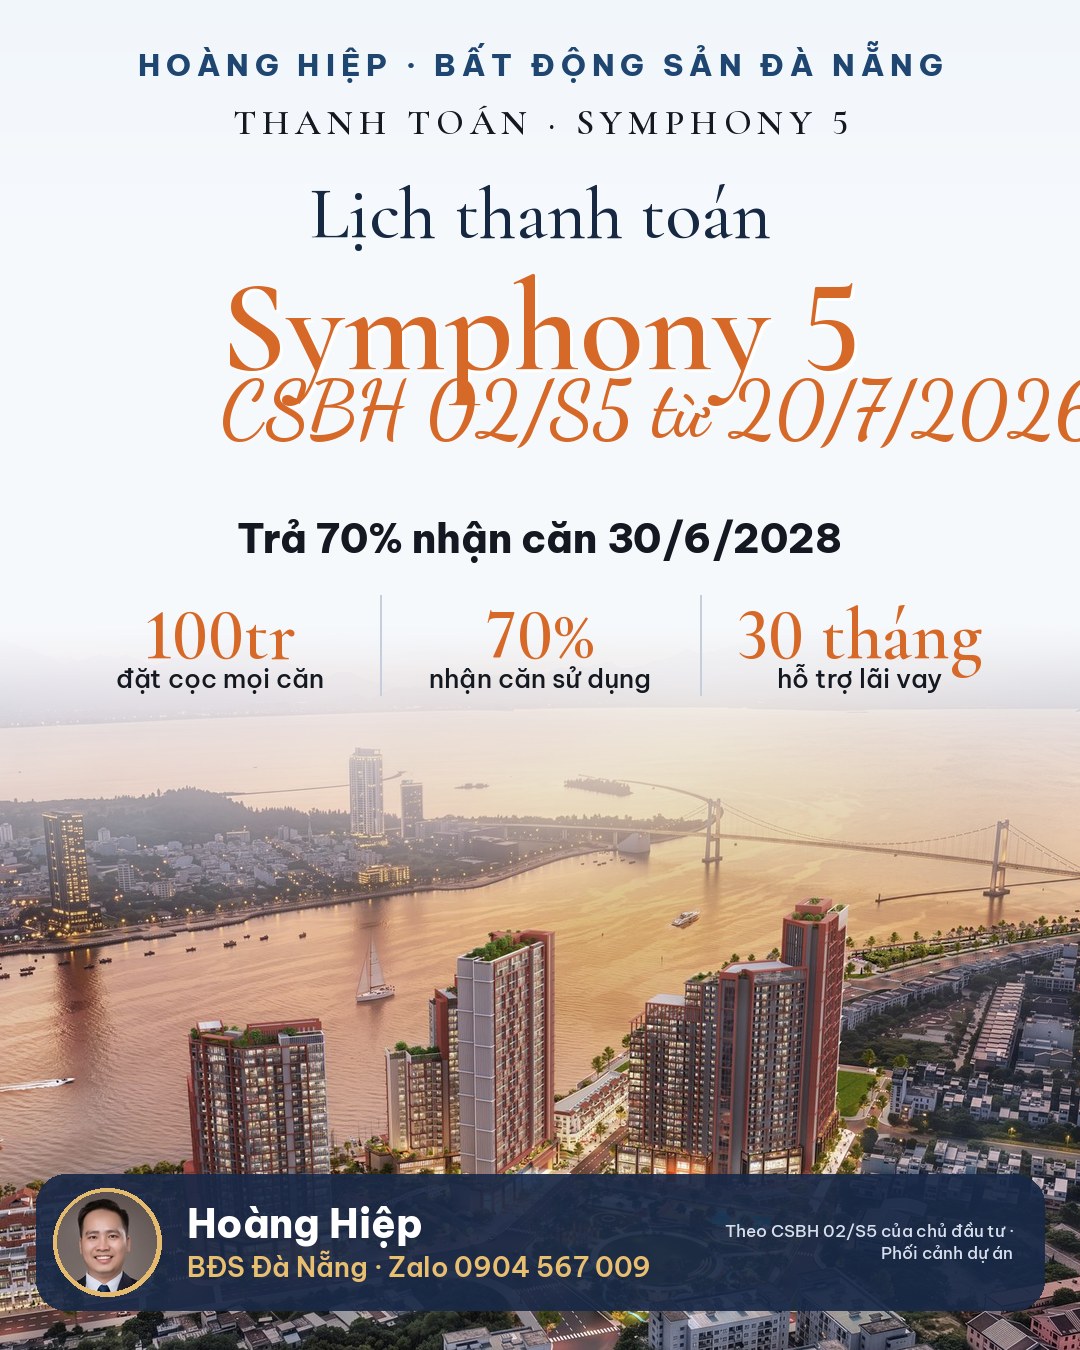 HOÀNG HIỆP · BẤT ĐỘNG SẢN ĐÀ NẴNG
THANH TOÁN · SYMPHONY 5
Lịch thanh toán
Symphony 5
CSBH 02/S5 từ 20/7/2026
Trả 70% nhận căn 30/6/2028
100tr
đặt cọc mọi căn
70%
nhận căn sử dụng
30 tháng
hỗ trợ lãi vay
Hoàng Hiệp
BĐS Đà Nẵng · Zalo 0904 567 009
Theo CSBH 02/S5 của chủ đầu tư ·
Phối cảnh dự án